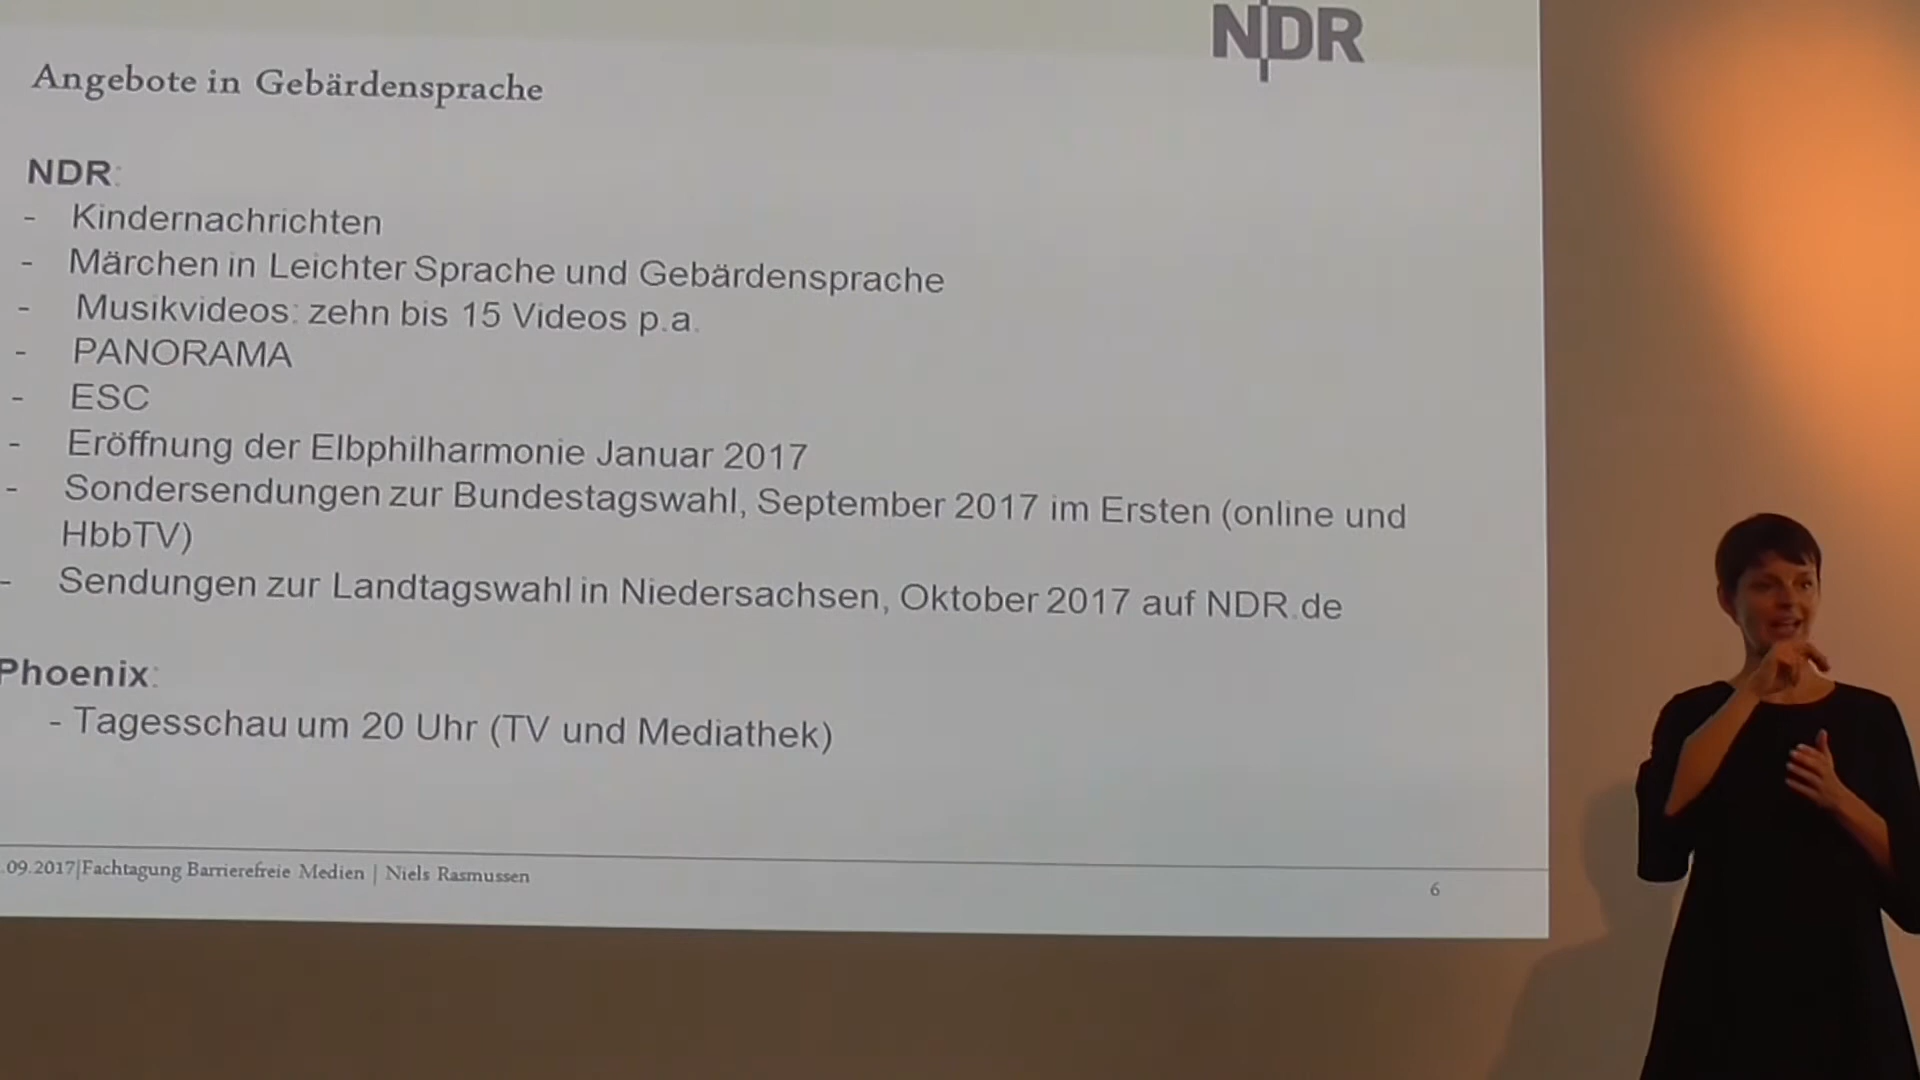 NDR
Angebote in Gebärdensprache
NDR:
- Kindernachrichten
- Märchen in Leichter Sprache und Gebärdensprache
- Musikvideos: zehn bis 15 Videos p.a.
- PANORAMA
- ESC
- Eröffnung der Elbphilharmonie Januar 2017
- Sondersendungen zur Bundestagswahl, September 2017 im Ersten (online und
HbbTV)
- Sendungen zur Landtagswahl in Niedersachsen, Oktober 2017 auf NDR.de
Phoenix:
- Tagesschau um 20 Uhr (TV und Mediathek)
.09.2017|Fachtagung Barrierefreie Medien | Niels Rasmussen
6